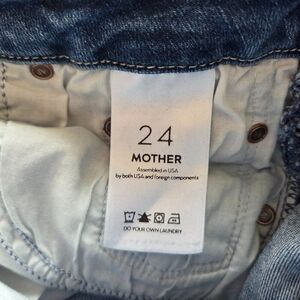 24
MOTHER
Assembled in USA
by both USA and foreign components
DO YOUR OWN LAUNDRY